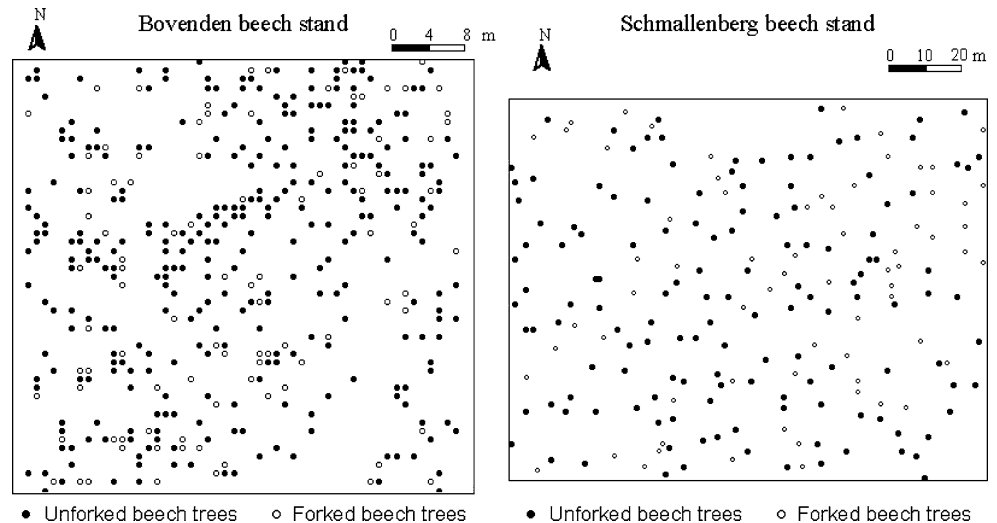 Bovenden beech stand
N
0 4 8 m
Unforked beech trees
Forked beech trees
Schmallenberg beech stand
N
0 10 20 m
Unforked beech trees
Forked beech trees